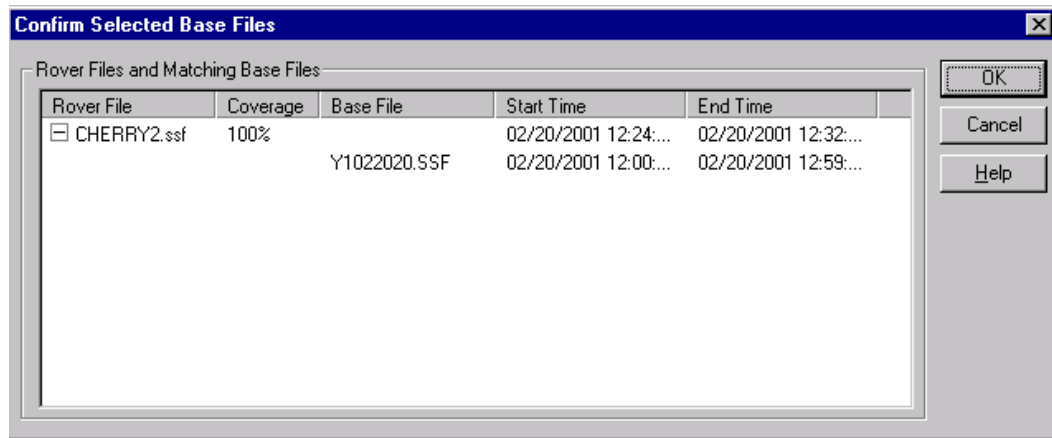 Confirm Selected Base Files
Rover Files and Matching Base Files
Rover File Coverage Base File Start Time End Time
CHERRY2.ssf 100% 02/20/2001 12:24:... 02/20/2001 12:32:...
Y1022020.SSF 02/20/2001 12:00:... 02/20/2001 12:59:...
OK
Cancel
Help